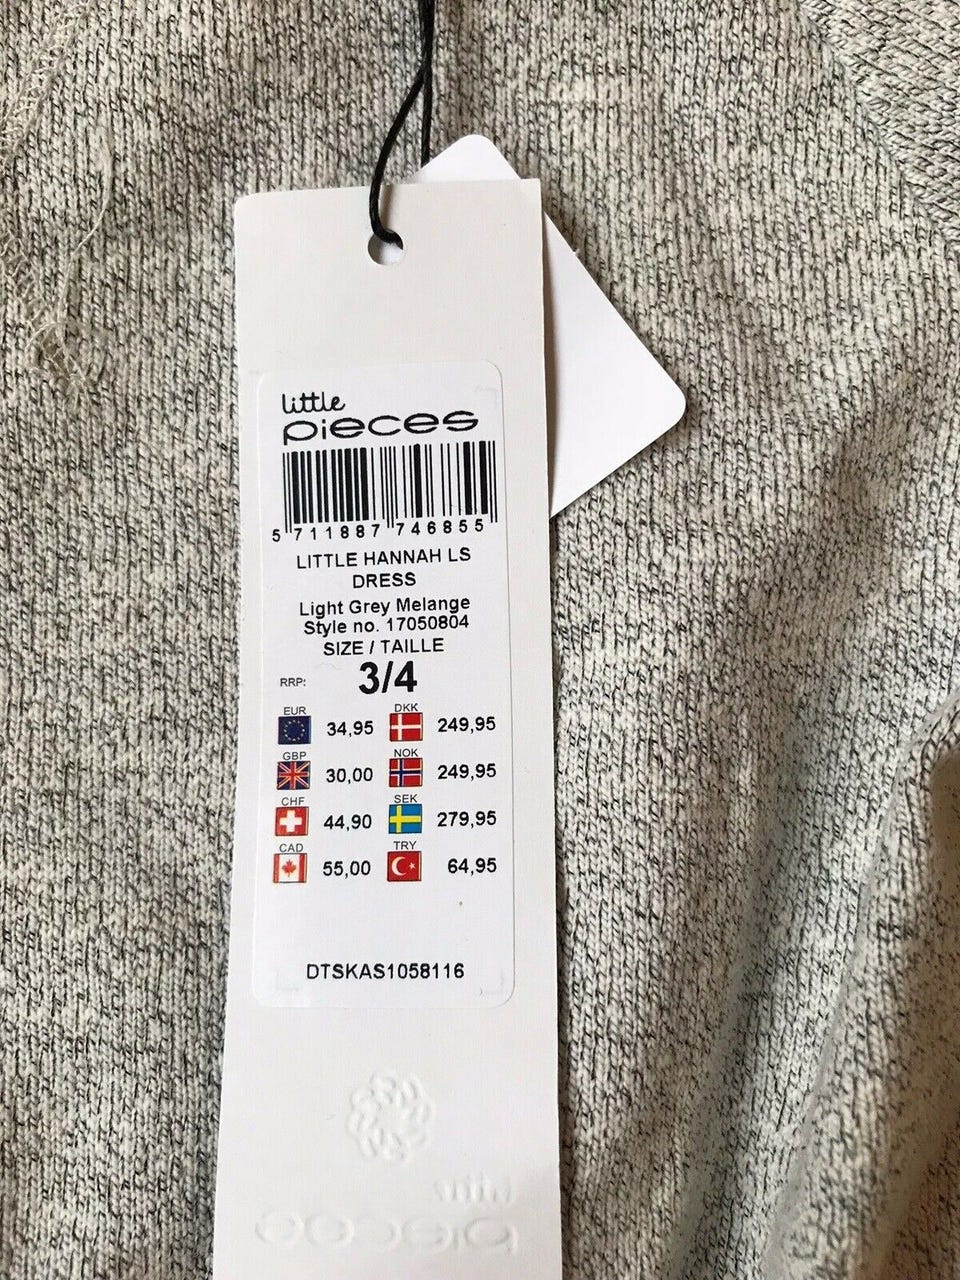 little
pieces
5 711887 746855
LITTLE HANNAH LS
DRESS
Light Grey Melange
Style no. 17050804
SIZE / TAILLE
RRP: 3/4
EUR DKK
34,95 249,95
GBP NOK
30,00 249,95
CHF SEK
44,90 279,95
CAD TRY
55,00 64,95
DTSKAS1058116
little
pieces